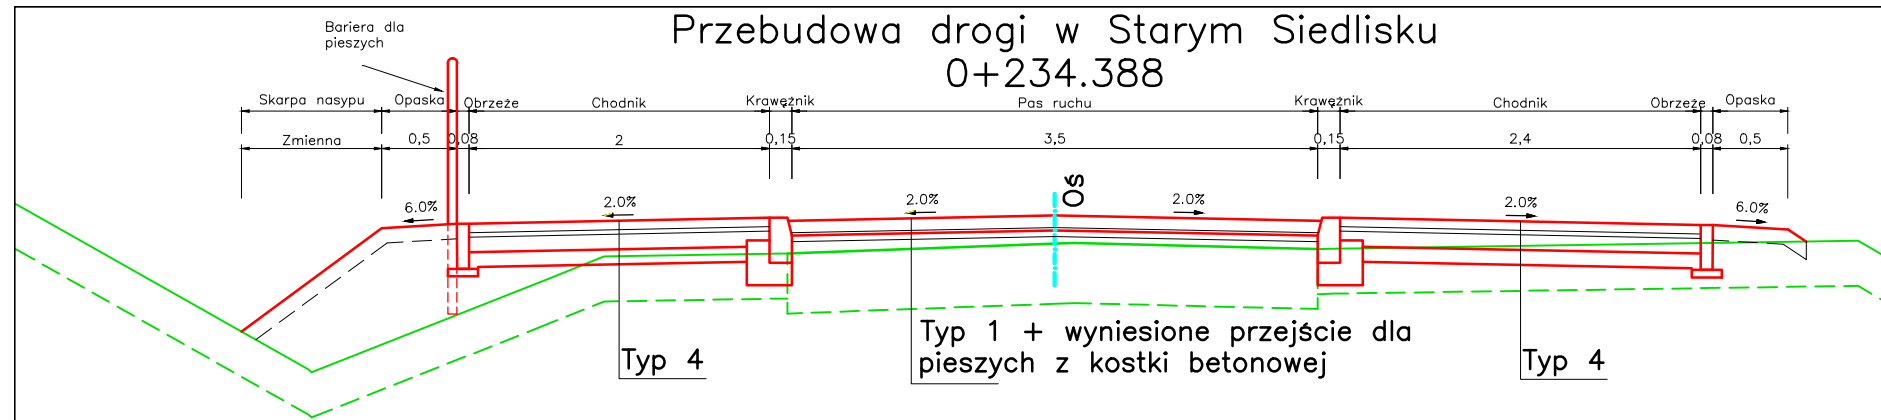 Przebudowa drogi w Starym Siedlisku
0+234.388
Bariera dla
pieszych
Skarpa nasypu Opaska Obrzeże Chodnik Krawężnik Pas ruchu Krawężnik Chodnik Obrzeże Opaska
Zmienna 0,5 0,08 2 0,15 3,5 0,15 2,4 0,08 0,5
Oś
6.0% 2.0% 2.0% 2.0% 2.0% 6.0%
Typ 4
Typ 1 + wyniesione przejście dla
pieszych z kostki betonowej
Typ 4